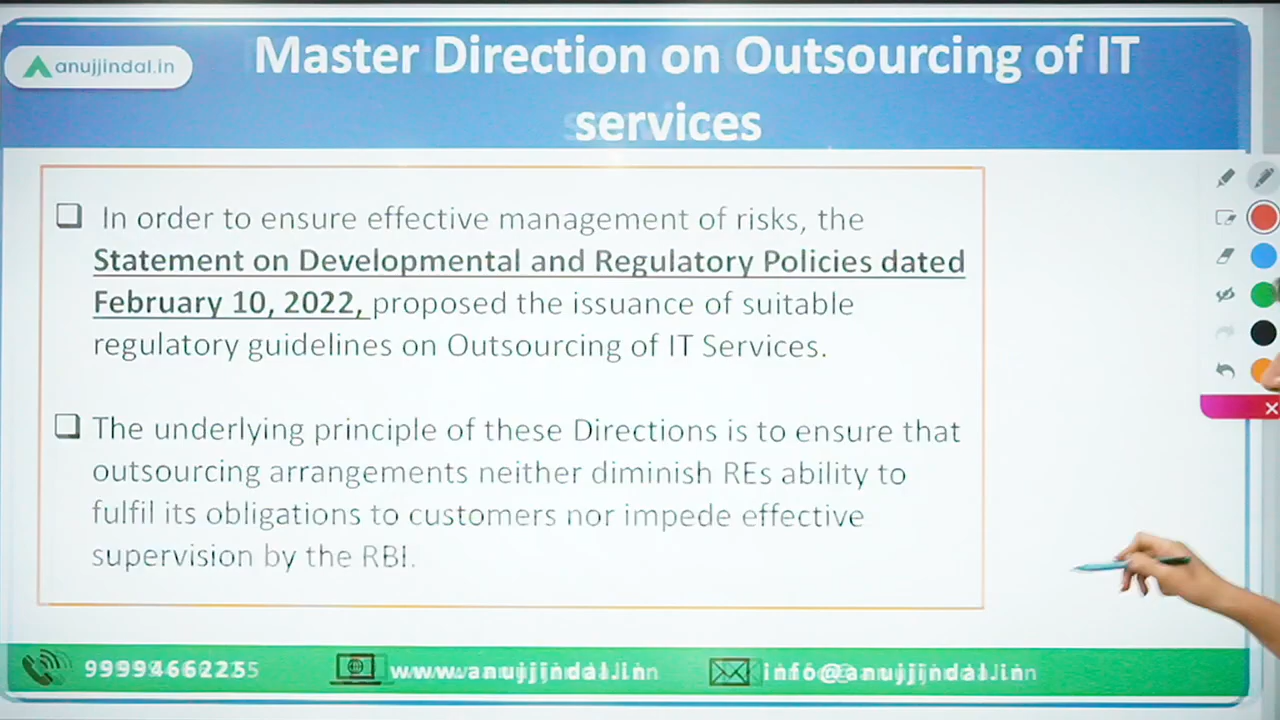 Master Direction on Outsourcing of IT
services
anujjindal.in
In order to ensure effective management of risks, the
Statement on Developmental and Regulatory Policies dated
February 10, 2022, proposed the issuance of suitable
regulatory guidelines on Outsourcing of IT Services.
The underlying principle of these Directions is to ensure that
outsourcing arrangements neither diminish REs ability to
fulfil its obligations to customers nor impede effective
supervision by the RBI.
www.anujjindal.in
info@anujjindal.in